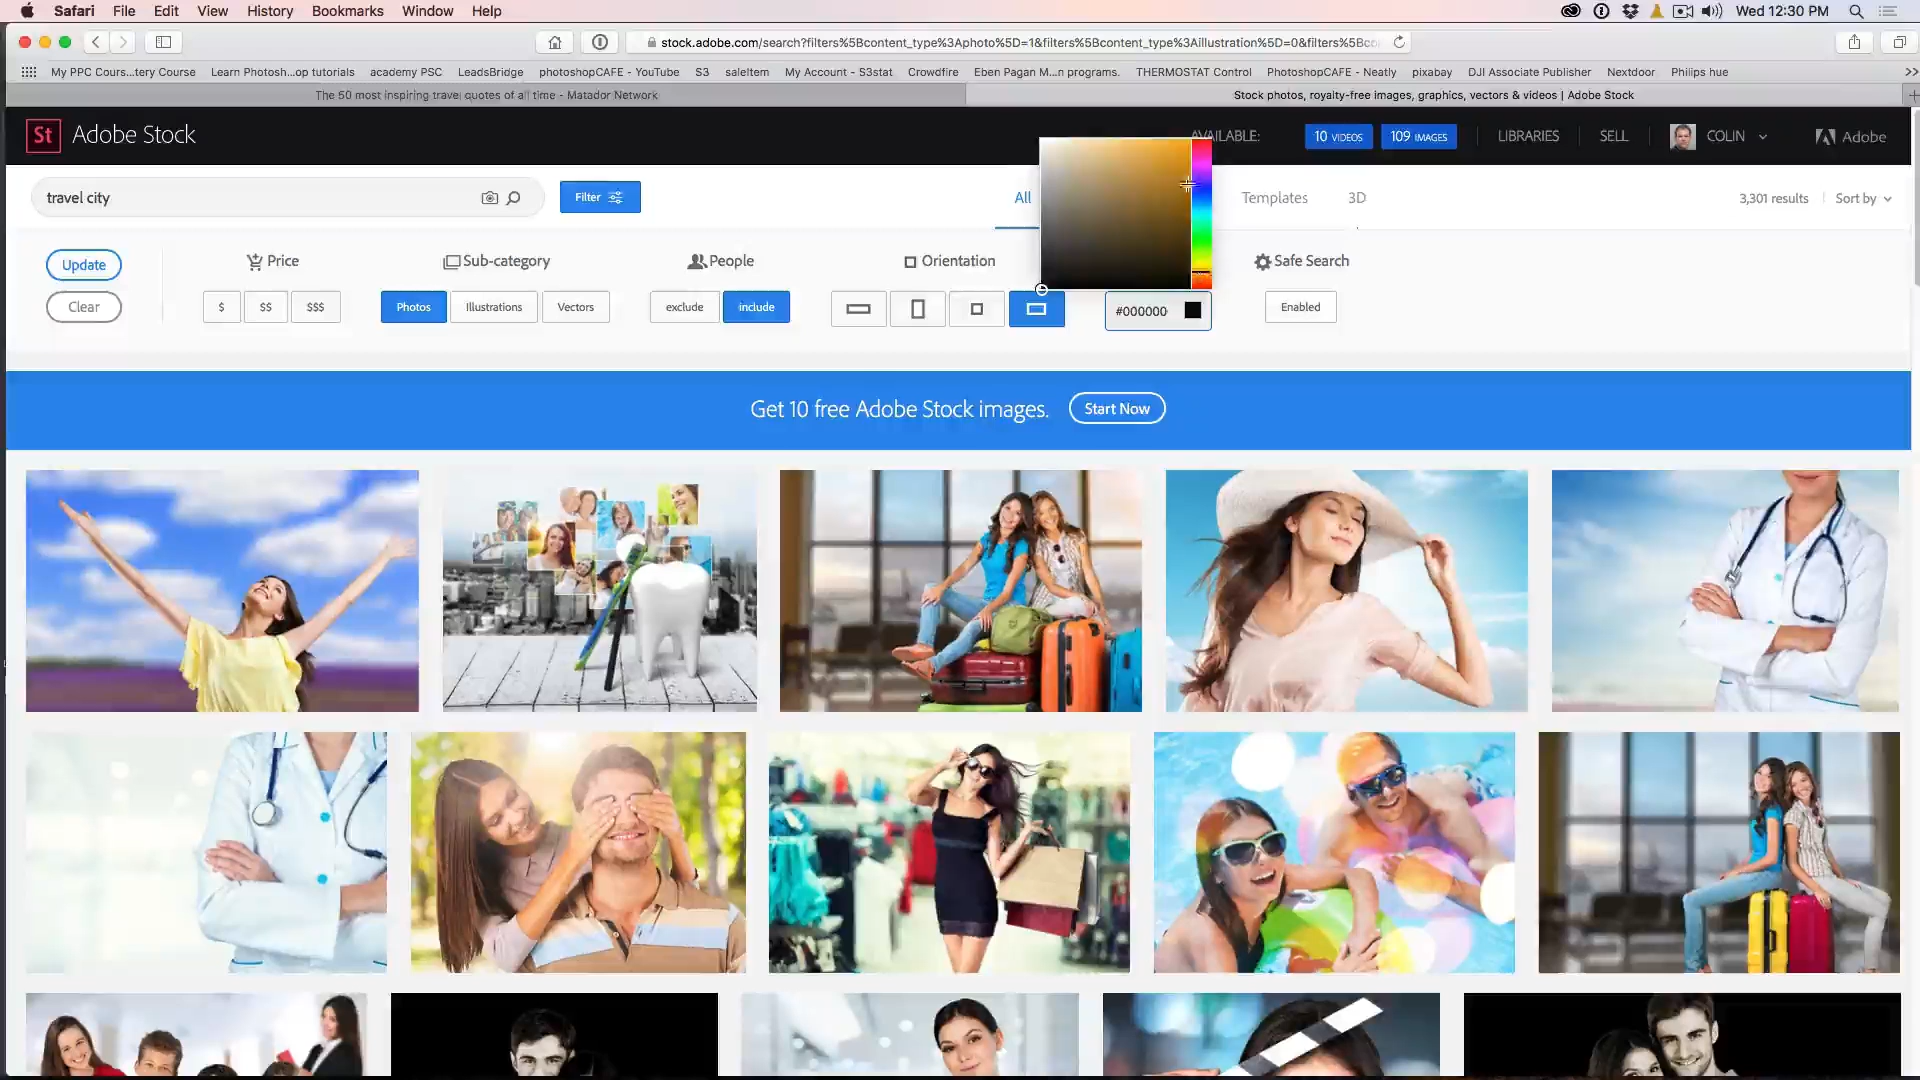 Safari File Edit View History Bookmarks Window Help Wed 12:30 PM
stock.adobe.com/search?filters%5Bcontent_type%3Aphoto%5D=1&filters%5Bcontent_type%3Aillustration%5D=0&filters%5Bco
My PPC Cours...tery Course Learn Photosh...op tutorials academy PSC LeadsBridge photoshopCAFE - YouTube S3 saleItem My Account - S3stat Crowdfire Eben Pagan M...n programs. THERMOSTAT Control PhotoshopCAFE - Neatly pixabay DJI Associate Publisher Nextdoor Philips hue
The 50 most inspiring travel quotes of all time - Matador Network Stock photos, royalty-free images, graphics, vectors & videos | Adobe Stock
St Adobe Stock AVAILABLE: 10 VIDEOS 109 IMAGES LIBRARIES SELL COLIN Adobe
travel city Filter All Templates 3D 3,301 results Sort by
Update Price Sub-category People Orientation Safe Search
Clear $ $$ $$$ Photos Illustrations Vectors exclude include #000000 Enabled
Get 10 free Adobe Stock images. Start Now